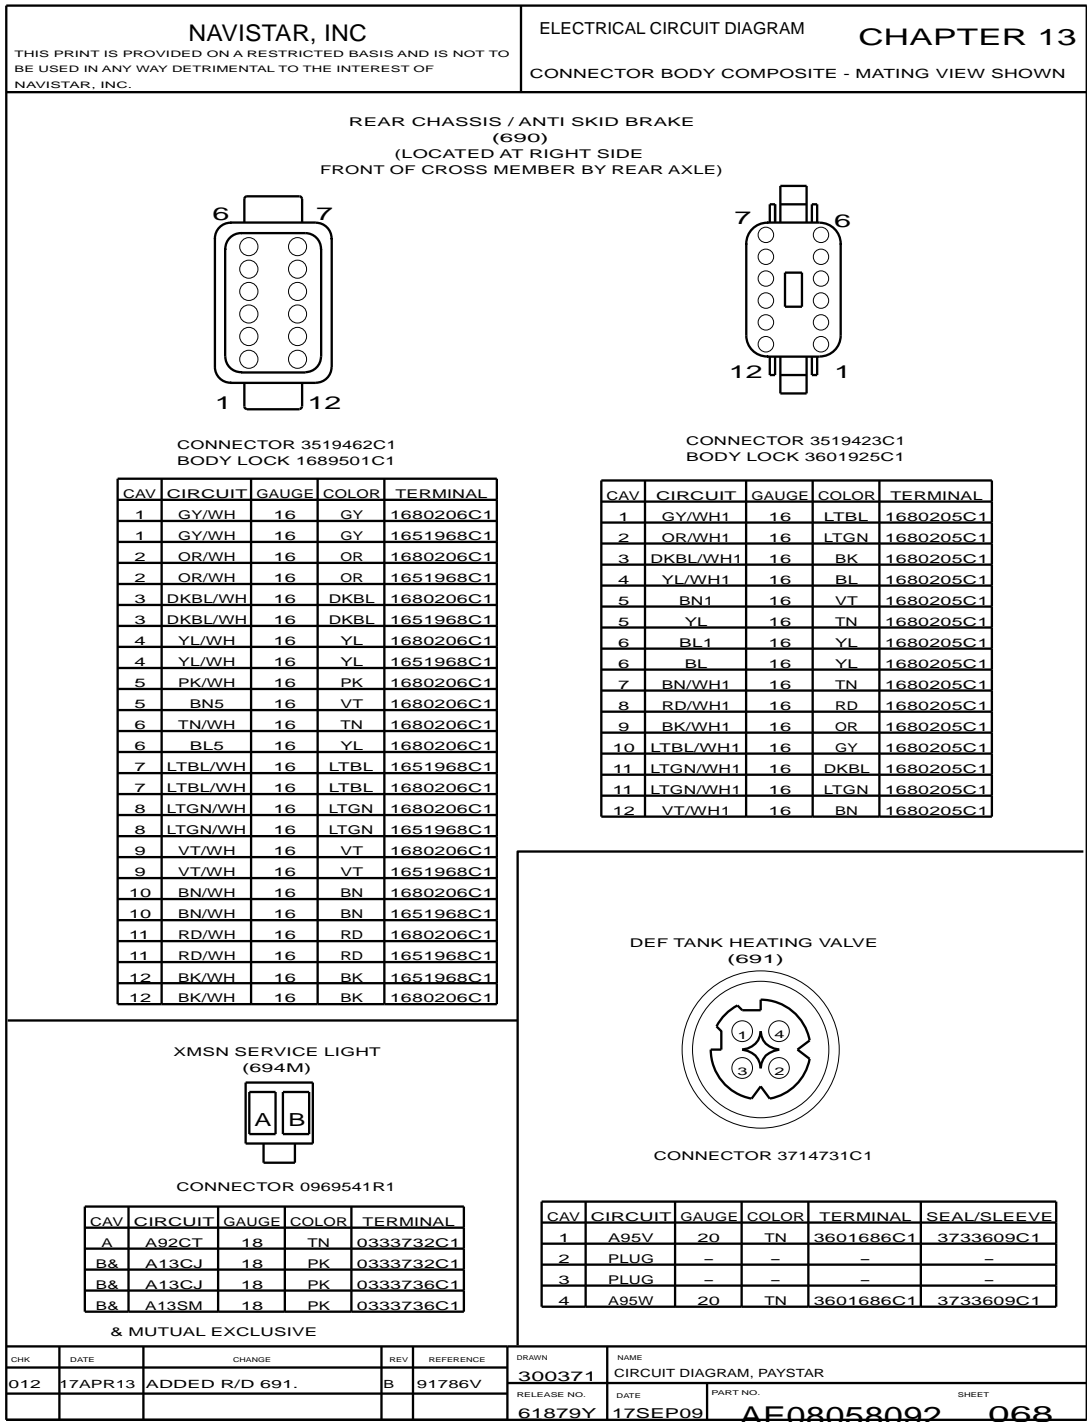 NAVISTAR, INC
THIS PRINT IS PROVIDED ON A RESTRICTED BASIS AND IS NOT TO
BE USED IN ANY WAY DETRIMENTAL TO THE INTEREST OF
NAVISTAR, INC.
ELECTRICAL CIRCUIT DIAGRAM CHAPTER 13
CONNECTOR BODY COMPOSITE - MATING VIEW SHOWN
REAR CHASSIS / ANTI SKID BRAKE
(690)
(LOCATED AT RIGHT SIDE
FRONT OF CROSS MEMBER BY REAR AXLE)
6 7
1 12
CONNECTOR 3519462C1
BODY LOCK 1689501C1
CAV CIRCUIT GAUGE COLOR TERMINAL
1 GY/WH 16 GY 1680206C1
1 GY/WH 16 GY 1651968C1
2 OR/WH 16 OR 1680206C1
2 OR/WH 16 OR 1651968C1
3 DKBL/WH 16 DKBL 1680206C1
3 DKBL/WH 16 DKBL 1651968C1
4 YL/WH 16 YL 1680206C1
4 YL/WH 16 YL 1651968C1
5 PK/WH 16 PK 1680206C1
5 BN5 16 VT 1680206C1
6 TN/WH 16 TN 1680206C1
6 BL5 16 YL 1680206C1
7 LTBL/WH 16 LTBL 1651968C1
7 LTBL/WH 16 LTBL 1680206C1
8 LTGN/WH 16 LTGN 1680206C1
8 LTGN/WH 16 LTGN 1651968C1
9 VT/WH 16 VT 1680206C1
9 VT/WH 16 VT 1651968C1
10 BN/WH 16 BN 1680206C1
10 BN/WH 16 BN 1651968C1
11 RD/WH 16 RD 1680206C1
11 RD/WH 16 RD 1651968C1
12 BK/WH 16 BK 1651968C1
12 BK/WH 16 BK 1680206C1
7 6
12 1
CONNECTOR 3519423C1
BODY LOCK 3601925C1
CAV CIRCUIT GAUGE COLOR TERMINAL
1 GY/WH1 16 LTBL 1680205C1
2 OR/WH1 16 LTGN 1680205C1
3 DKBL/WH1 16 BK 1680205C1
4 YL/WH1 16 BL 1680205C1
5 BN1 16 VT 1680205C1
5 YL 16 TN 1680205C1
6 BL1 16 YL 1680205C1
6 BL 16 YL 1680205C1
7 BN/WH1 16 TN 1680205C1
8 RD/WH1 16 RD 1680205C1
9 BK/WH1 16 OR 1680205C1
10 LTBL/WH1 16 GY 1680205C1
11 LTGN/WH1 16 DKBL 1680205C1
11 LTGN/WH1 16 LTGN 1680205C1
12 VT/WH1 16 BN 1680205C1
XMSN SERVICE LIGHT
(694M)
A B
CONNECTOR 0969541R1
CAV CIRCUIT GAUGE COLOR TERMINAL
A A92CT 18 TN 0333732C1
B& A13CJ 18 PK 0333732C1
B& A13CJ 18 PK 0333736C1
B& A13SM 18 PK 0333736C1
& MUTUAL EXCLUSIVE
DEF TANK HEATING VALVE
(691)
1 4
3 2
CONNECTOR 3714731C1
CAV CIRCUIT GAUGE COLOR TERMINAL SEAL/SLEEVE
1 A95V 20 TN 3601686C1 3733609C1
2 PLUG – – – –
3 PLUG – – – –
4 A95W 20 TN 3601686C1 3733609C1
CHK DATE CHANGE REV REFERENCE
012 17APR13 ADDED R/D 691. B 91786V
DRAWN
300371
NAME
CIRCUIT DIAGRAM, PAYSTAR
RELEASE NO.
61879Y
DATE
17SEP09
PART NO.
AF08058092
SHEET
068